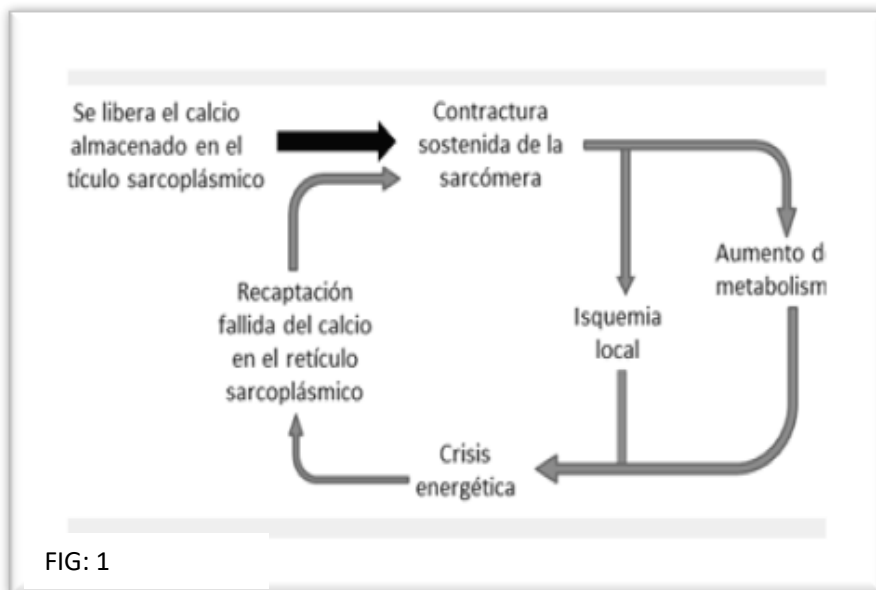 Se libera el calcio
almacenado en el
tículo sarcoplásmico
Contractura
sostenida de la
sarcómera
Aumento d
metabolism
Isquemia
local
Recaptación
fallida del calcio
en el retículo
sarcoplásmico
Crisis
energética
FIG: 1